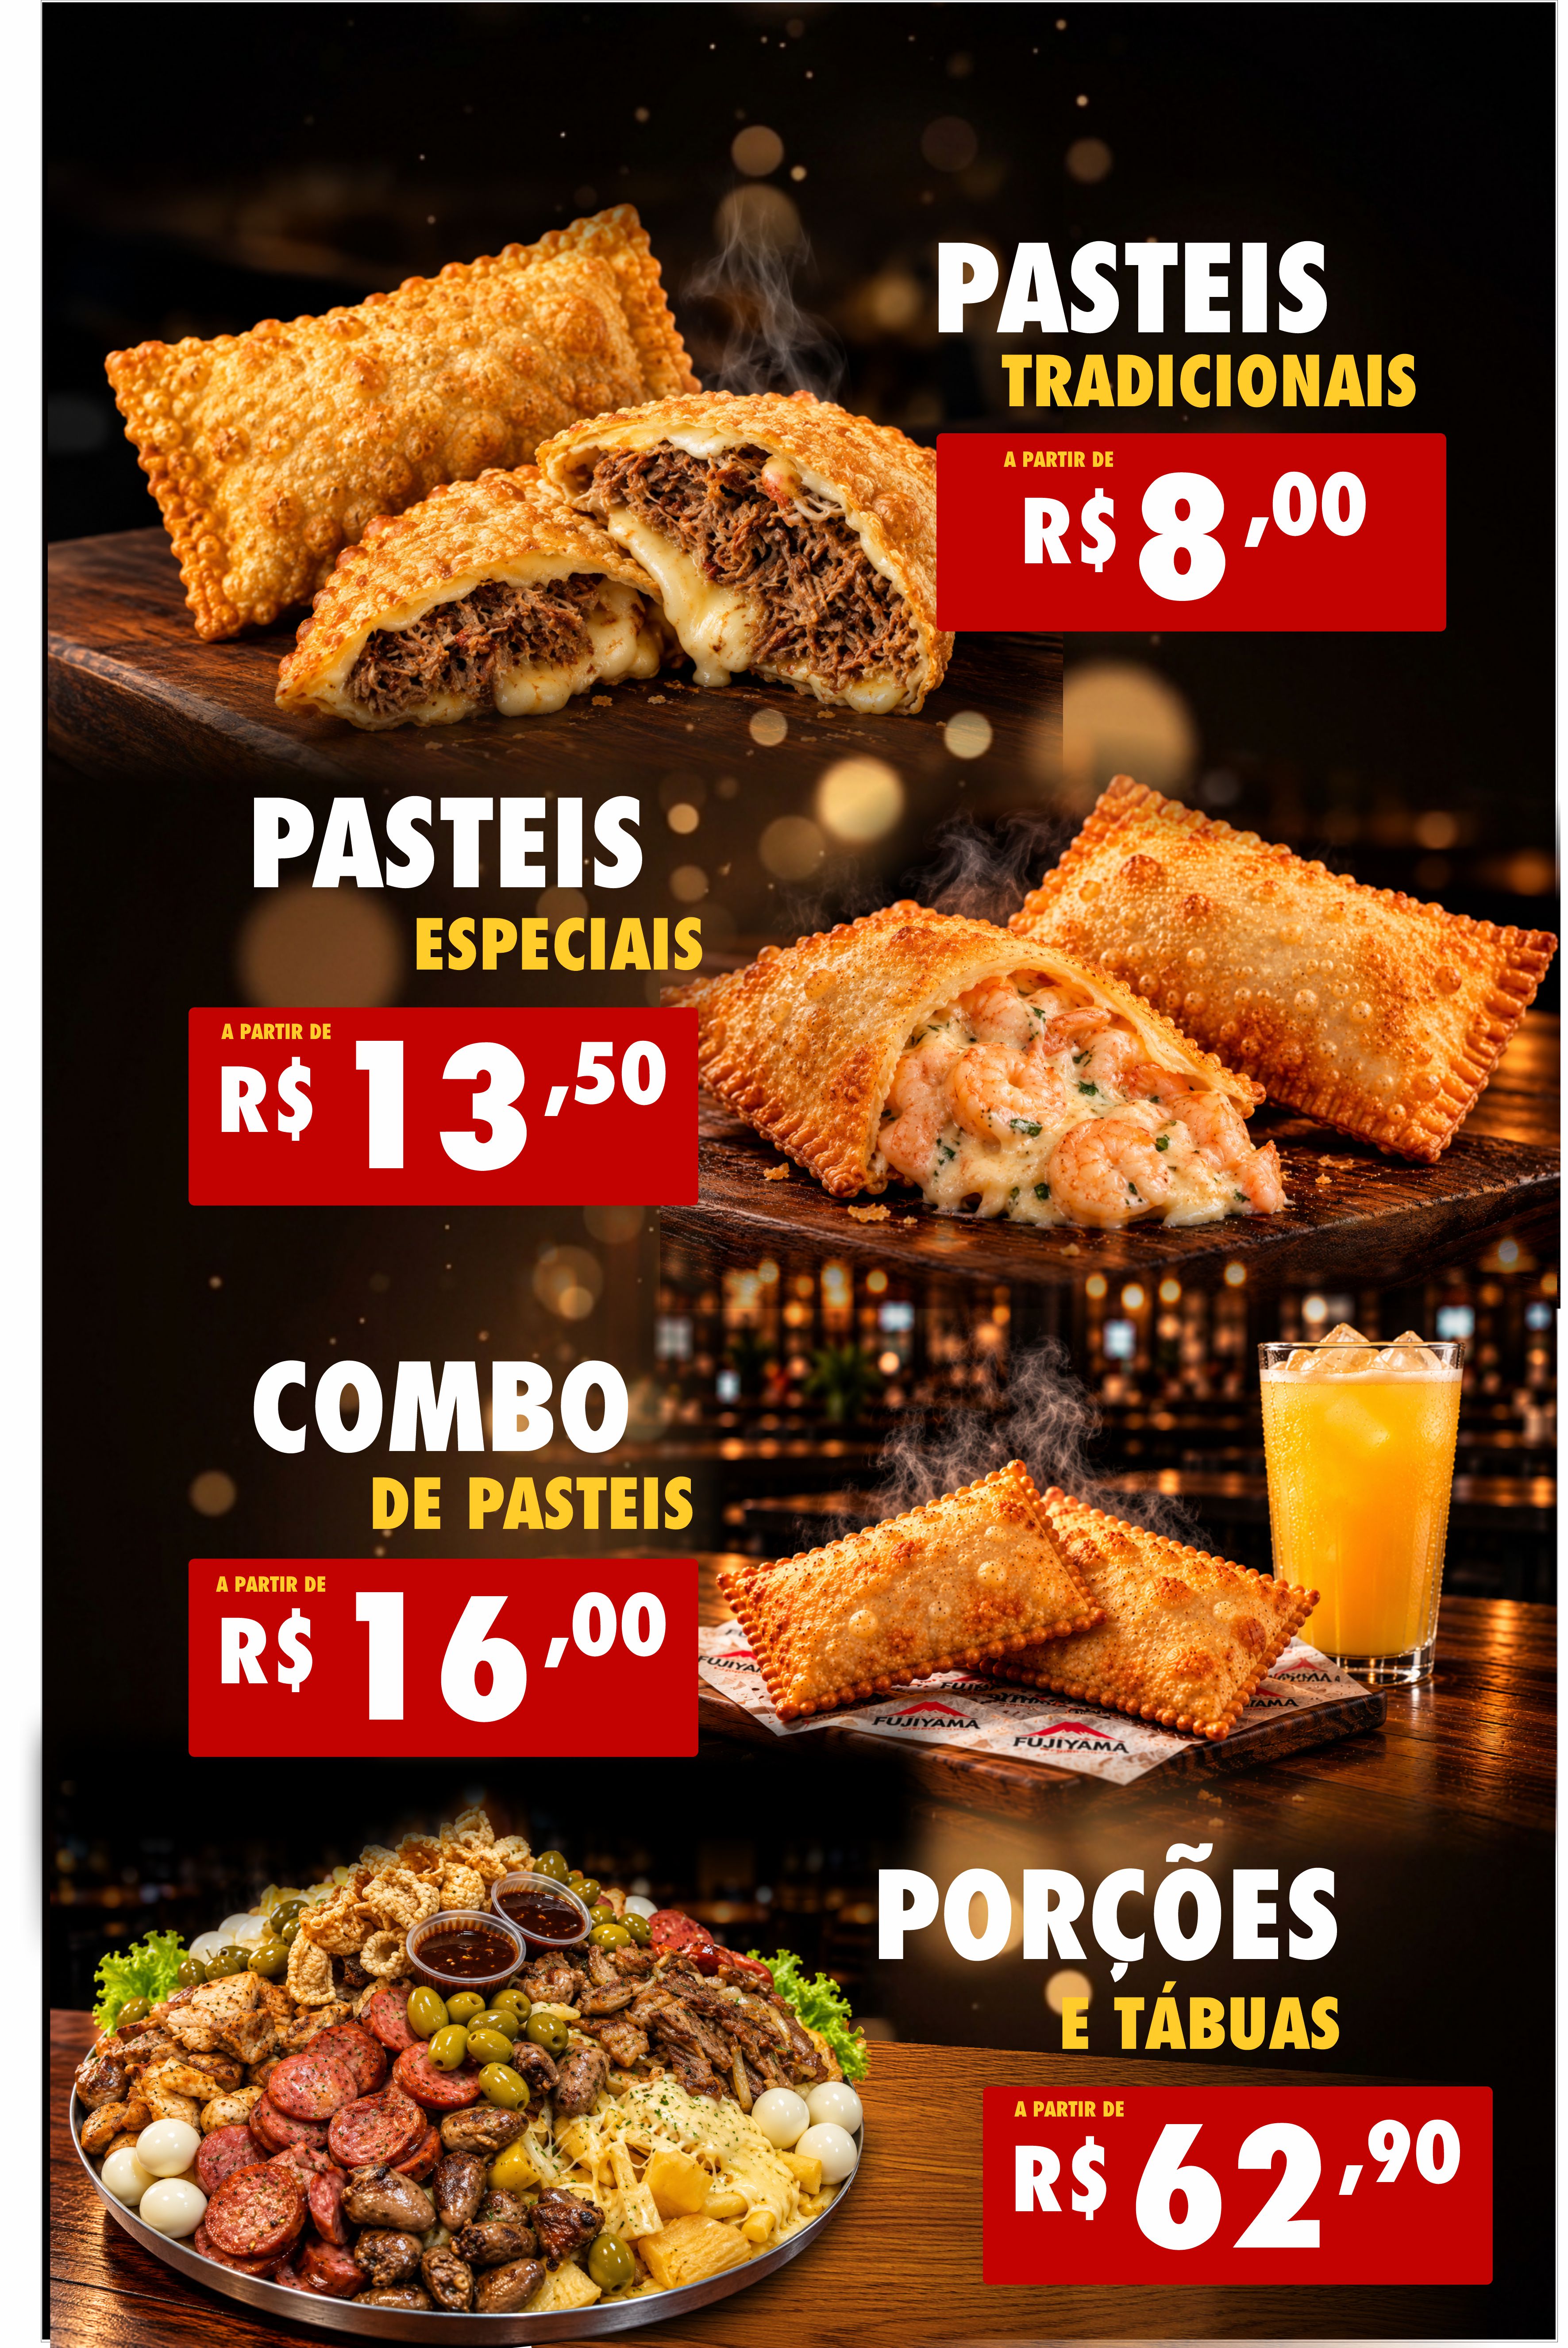 PASTEIS
TRADICIONAIS
A PARTIR DE
R$ 8,00
PASTEIS
ESPECIAIS
A PARTIR DE
R$ 13,50
COMBO
DE PASTEIS
A PARTIR DE
R$ 16,00
FUJIYAMA
FUJIYAMA
PORÇÕES
E TÁBUAS
A PARTIR DE
R$ 62,90